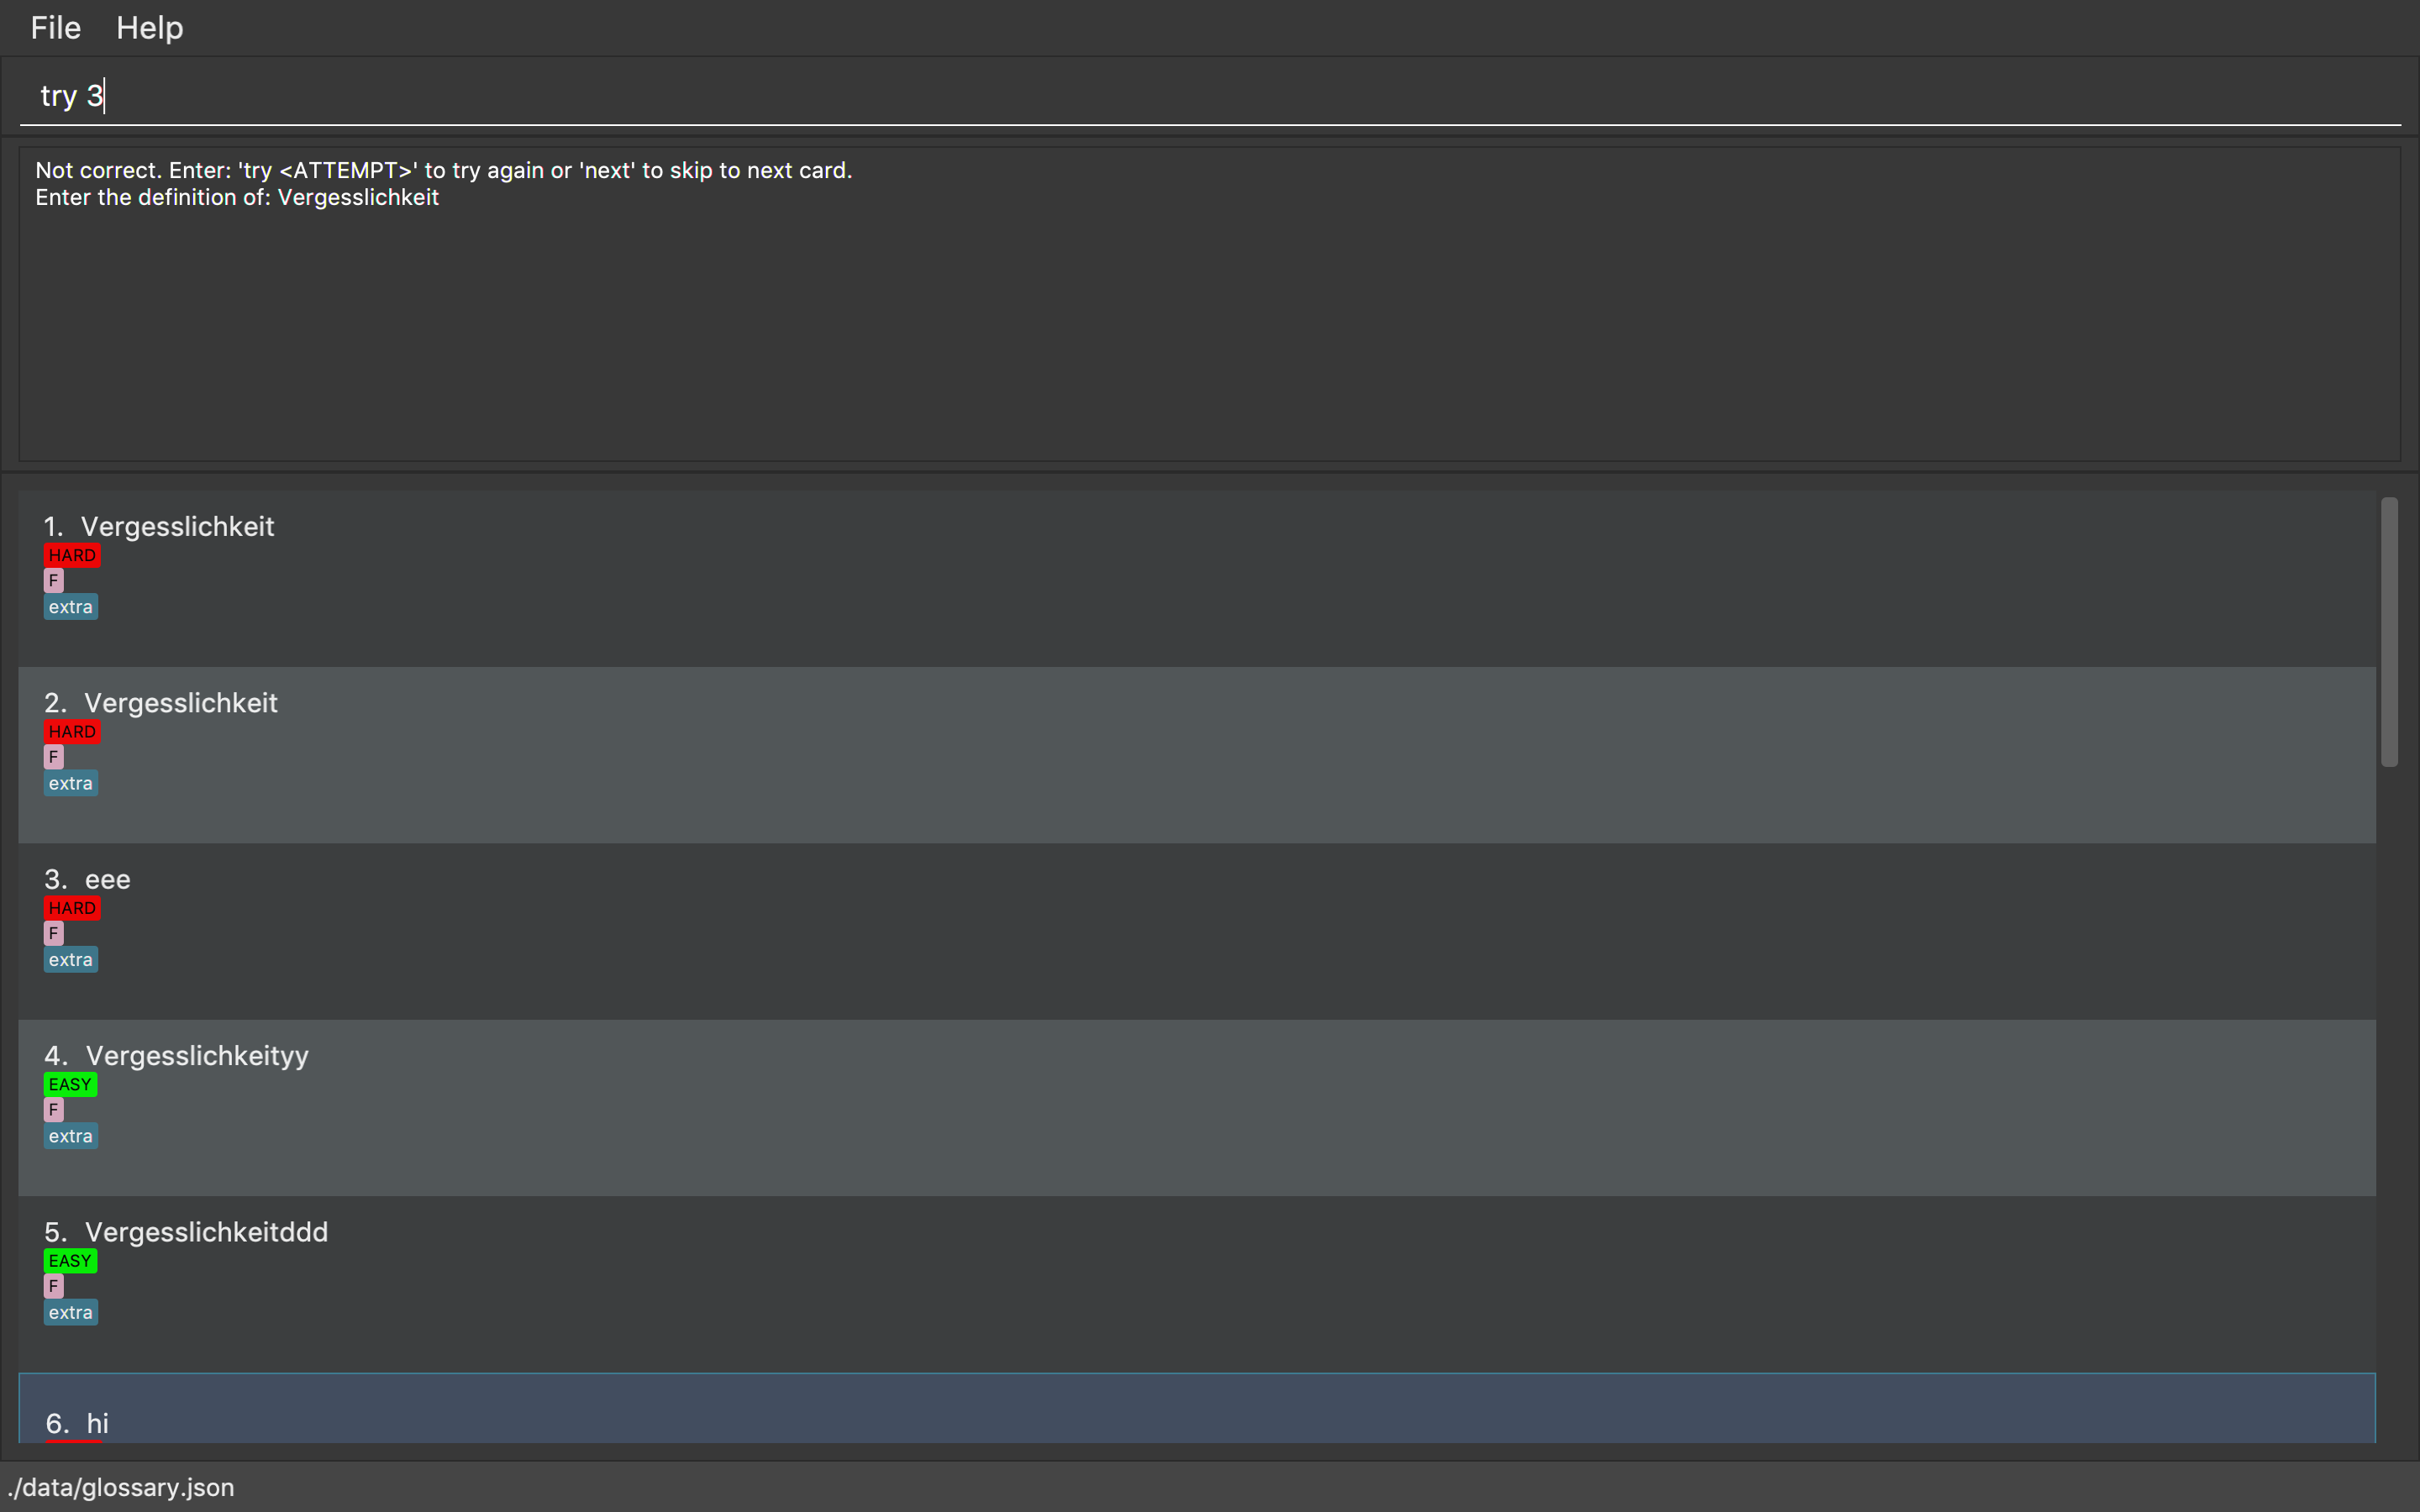 File Help
try 3
Not correct. Enter: 'try <ATTEMPT>' to try again or 'next' to skip to next card.
Enter the definition of: Vergesslichkeit
1. Vergesslichkeit
HARD
F
extra
2. Vergesslichkeit
HARD
F
extra
3. eee
HARD
F
extra
4. Vergesslichkeityy
EASY
F
extra
5. Vergesslichkeitddd
EASY
F
extra
6. hi
./data/glossary.json